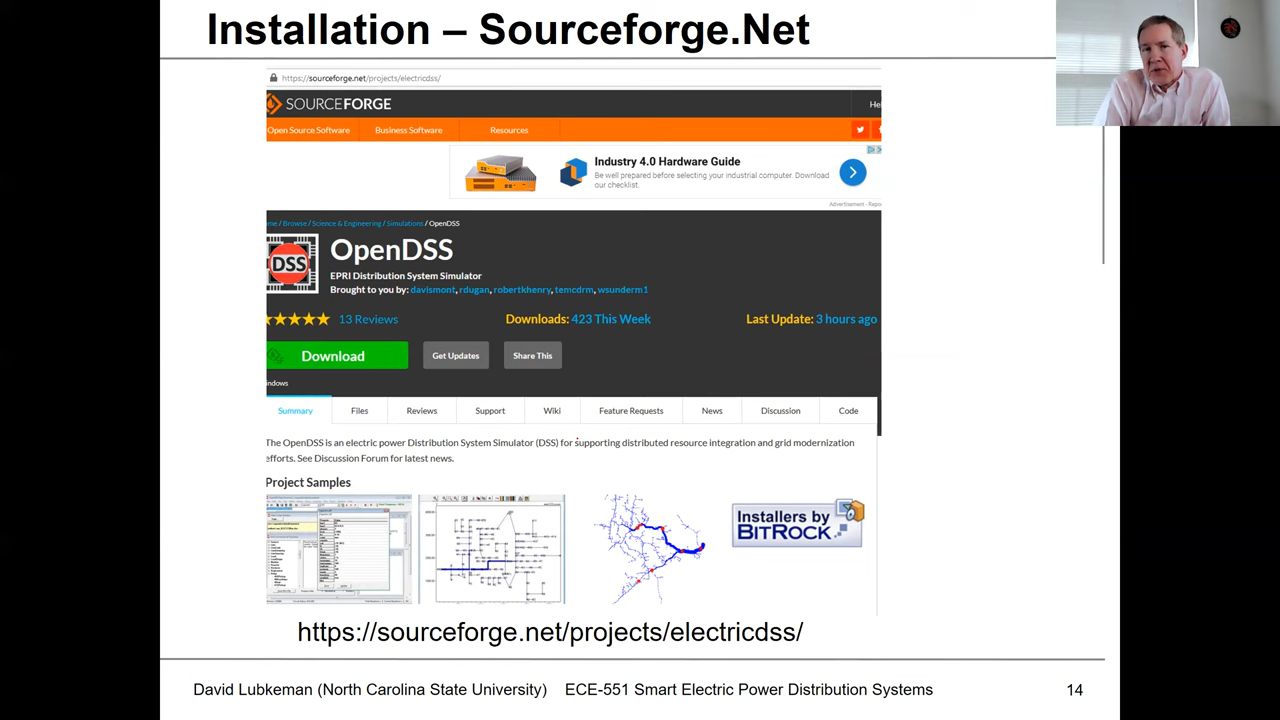 Installation – Sourceforge.Net
https://sourceforge.net/projects/electricdss/
SOURCEFORGE
Hel
Open Source Software Business Software Resources
Industry 4.0 Hardware Guide
Be well prepared before selecting your industrial computer. Download
our checklist.
Advertisement - Repo
me / Browse / Science & Engineering / Simulations / OpenDSS
DSS
OpenDSS
EPRI Distribution System Simulator
Brought to you by: davismont, rdugan, robertkhenry, temcdrm, wsunderm1
13 Reviews Downloads: 423 This Week Last Update: 3 hours ago
Download Get Updates Share This
indows
Summary Files Reviews Support Wiki Feature Requests News Discussion Code
The OpenDSS is an electric power Distribution System Simulator (DSS) for supporting distributed resource integration and grid modernization
efforts. See Discussion Forum for latest news.
Project Samples
Installers by
BITROCK
https://sourceforge.net/projects/electricdss/
David Lubkeman (North Carolina State University) ECE-551 Smart Electric Power Distribution Systems 14